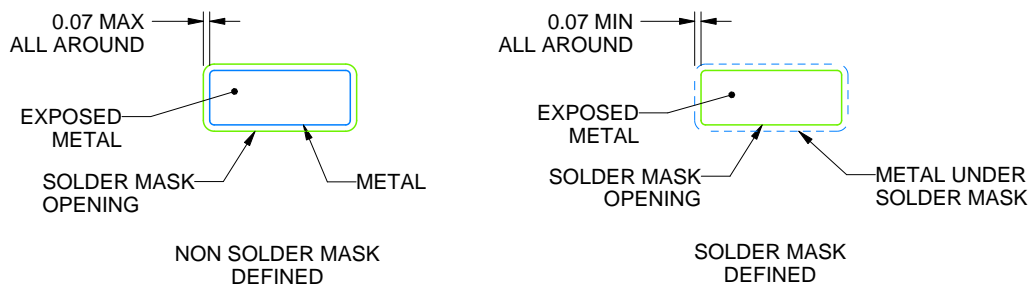 0.07 MAX
ALL AROUND
EXPOSED
METAL
SOLDER MASK
OPENING
METAL
NON SOLDER MASK
DEFINED
0.07 MIN
ALL AROUND
EXPOSED
METAL
SOLDER MASK
OPENING
METAL UNDER
SOLDER MASK
SOLDER MASK
DEFINED